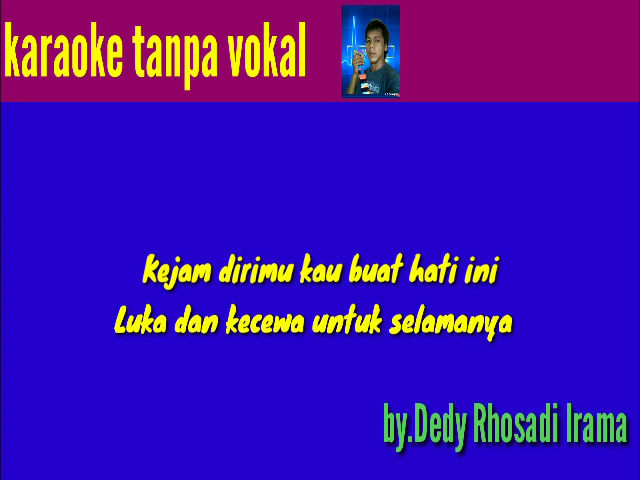 karaoke tanpa vokal
Kejam dirimu kau buat hati ini
Luka dan kecewa untuk selamanya
by.Dedy Rhosadi Irama